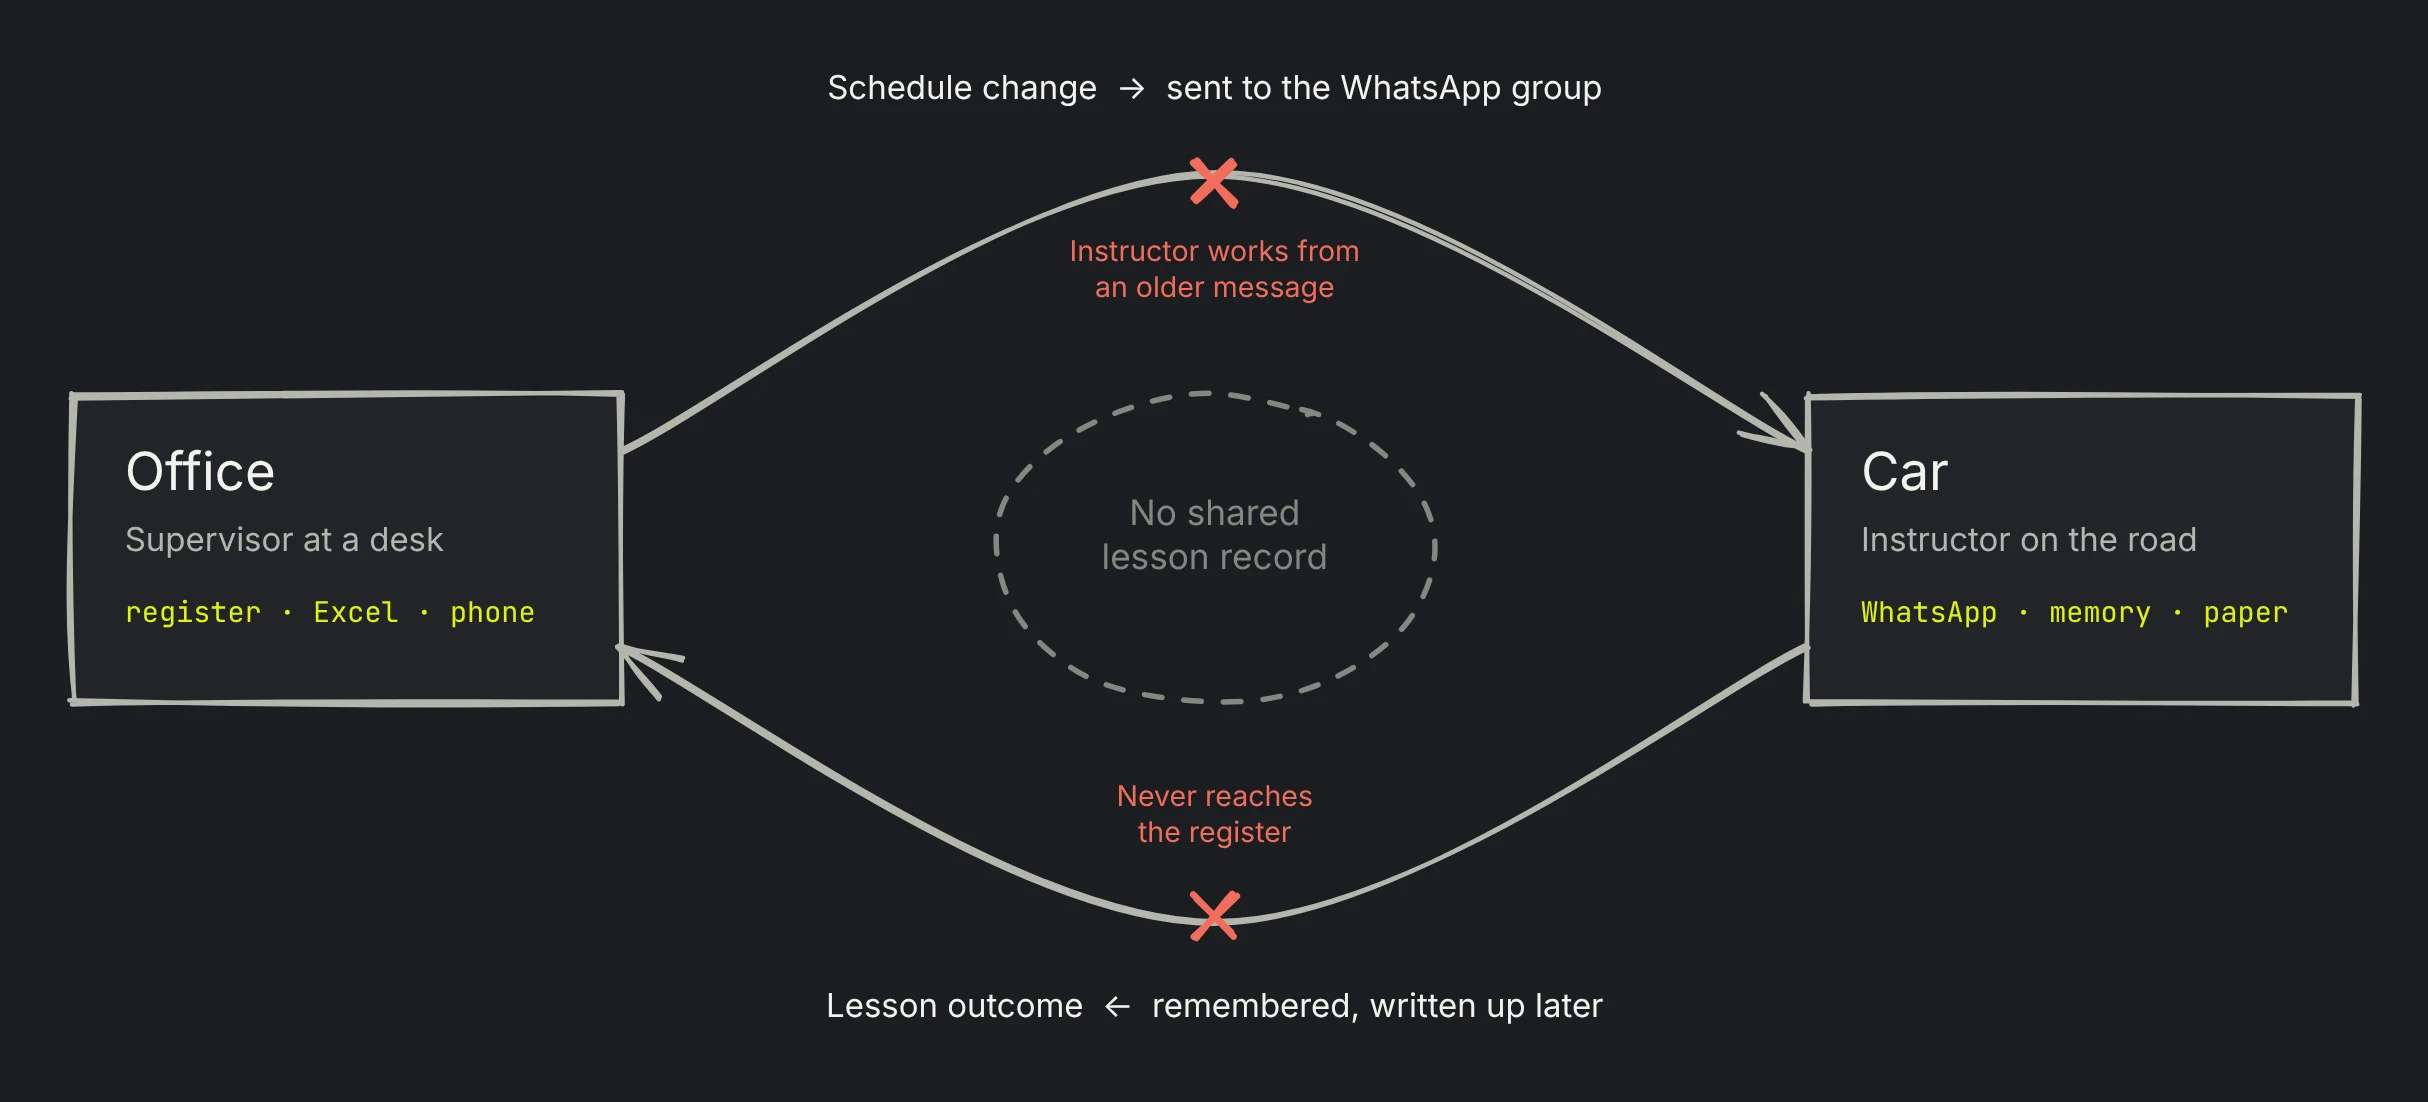 Schedule change → sent to the WhatsApp group
Instructor works from
an older message
Office
Supervisor at a desk
register · Excel · phone
No shared
lesson record
Car
Instructor on the road
WhatsApp · memory · paper
Never reaches
the register
Lesson outcome ← remembered, written up later